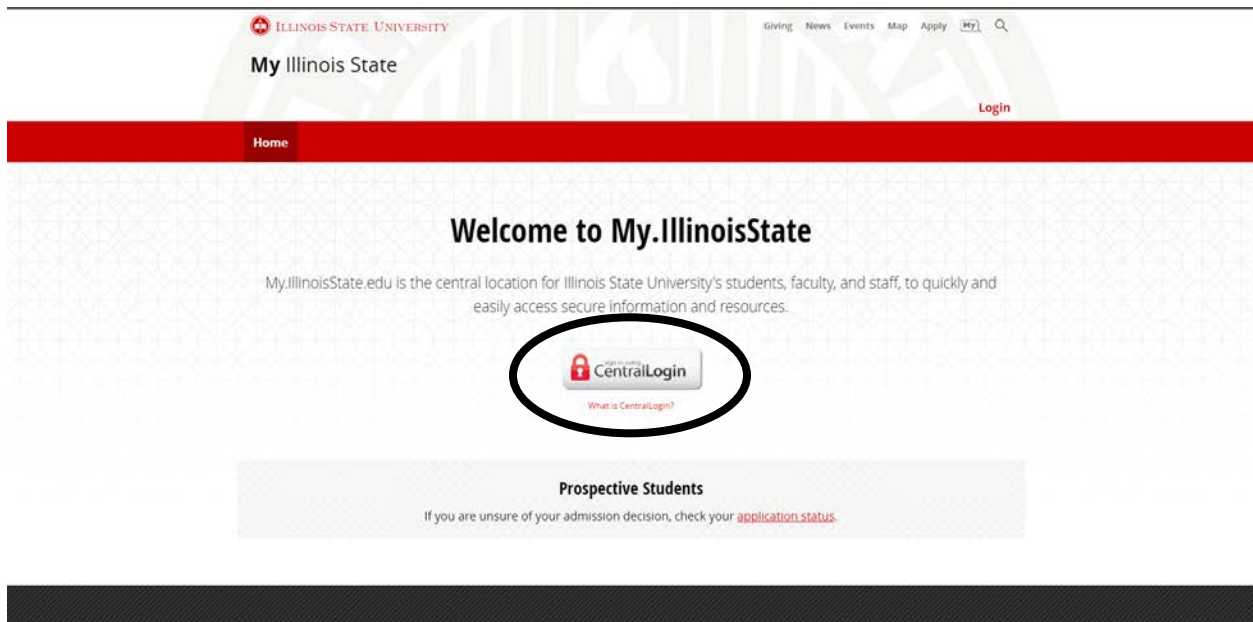 ILLINOIS STATE UNIVERSITY
Giving News Events Map Apply My
My Illinois State
Login
Home
Welcome to My.IllinoisState
My.IllinoisState.edu is the central location for Illinois State University's students, faculty, and staff, to quickly and
easily access secure information and resources.
CentralLogin
What is CentralLogin?
Prospective Students
If you are unsure of your admission decision, check your application status.